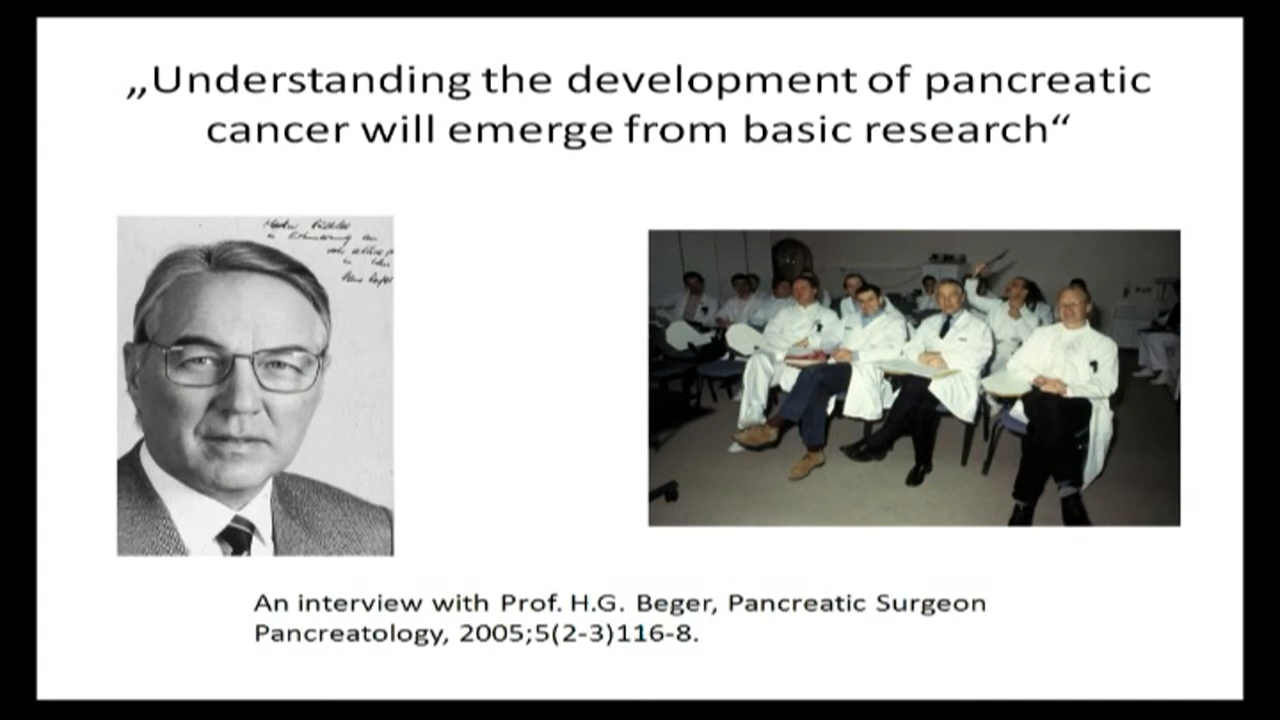 „Understanding the development of pancreatic
cancer will emerge from basic research“
An interview with Prof. H.G. Beger, Pancreatic Surgeon
Pancreatology, 2005;5(2-3)116-8.